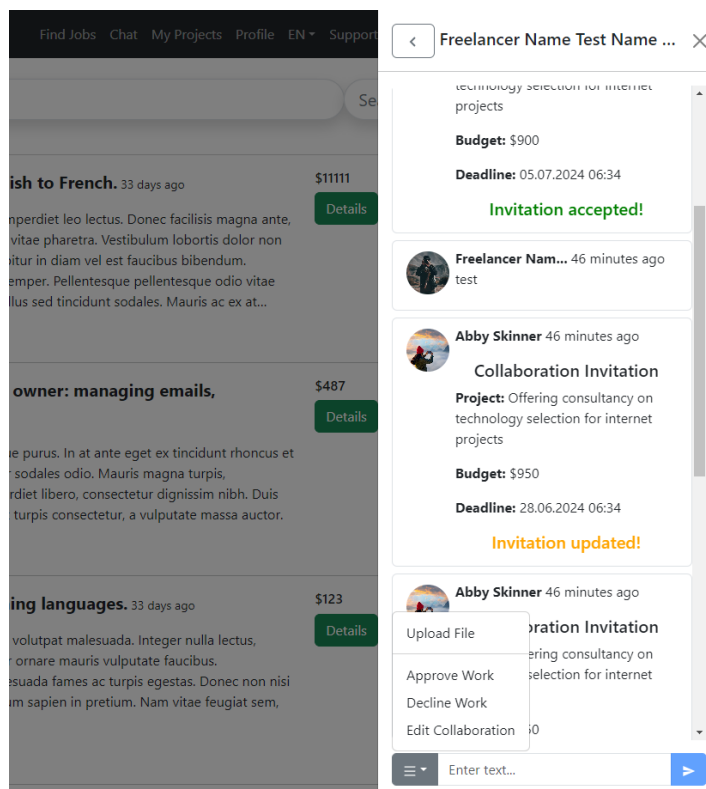 Find Jobs Chat My Projects Profile EN Support
Freelancer Name Test Name ...
technology selection for internet
projects
Budget: $900
Deadline: 05.07.2024 06:34
Invitation accepted!
Freelancer Nam... 46 minutes ago
test
Abby Skinner 46 minutes ago
Collaboration Invitation
Project: Offering consultancy on
technology selection for internet
projects
Budget: $950
Deadline: 28.06.2024 06:34
Invitation updated!
Abby Skinner 46 minutes ago
oration Invitation
ering consultancy on
selection for internet
Upload File
Approve Work
Decline Work
Edit Collaboration
Enter text...
Se
ish to French. 33 days ago
$11111
Details
mperdiet leo lectus. Donec facilisis magna ante,
vitae pharetra. Vestibulum lobortis dolor non
bitur in diam vel est faucibus bibendum.
emper. Pellentesque pellentesque odio vitae
llus sed tincidunt sodales. Mauris ac ex at...
owner: managing emails,
$487
Details
ue purus. In at ante eget ex tincidunt rhoncus et
sodales odio. Mauris magna turpis,
rdiet libero, consectetur dignissim nibh. Duis
turpis consectetur, a vulputate massa auctor.
ing languages. 33 days ago
$123
Details
volutpat malesuada. Integer nulla lectus,
ornare mauris vulputate faucibus.
esuada fames ac turpis egestas. Donec non nisi
um sapien in pretium. Nam vitae feugiat sem,